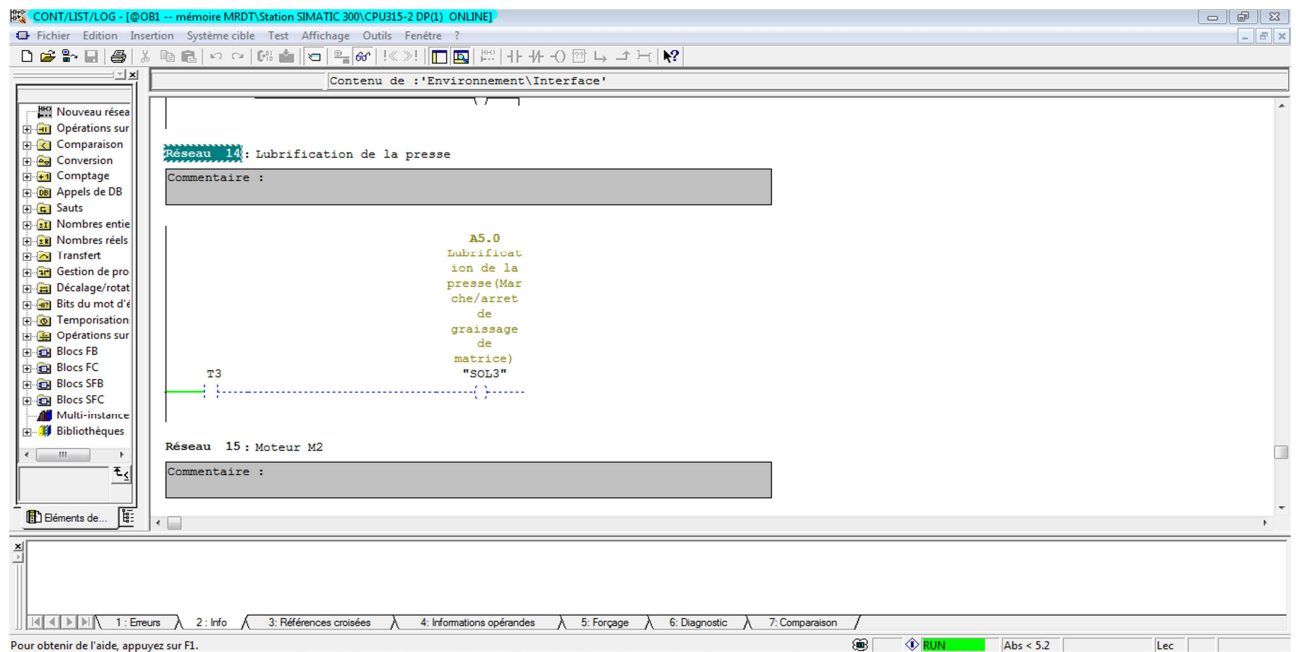 CONT/LIST/LOG - [@OB1 -- mémoire MRDT\Station SIMATIC 300\CPU315-2 DP(1) ONLINE]
Fichier Edition Insertion Système cible Test Affichage Outils Fenêtre ?
Contenu de :'Environnement\Interface'
Nouveau résea
Opérations sur
Comparaison
Conversion
Comptage
Appels de DB
Sauts
Nombres entie
Nombres réels
Transfert
Gestion de pro
Décalage/rotat
Bits du mot d'é
Temporisation
Opérations sur
Blocs FB
Blocs FC
Blocs SFB
Blocs SFC
Multi-instance
Bibliothèques
Eléments de...
Réseau 14 : Lubrification de la presse
Commentaire :
A5.0
Lubrificat
ion de la
presse(Mar
che/arret
de
graissage
de
matrice)
T3 "SOL3"
Réseau 15 : Moteur M2
Commentaire :
1 : Erreurs 2 : Info 3: Références croisées 4: Informations opérandes 5: Forçage 6: Diagnostic 7: Comparaison
Pour obtenir de l'aide, appuyez sur F1. RUN Abs < 5.2 Lec